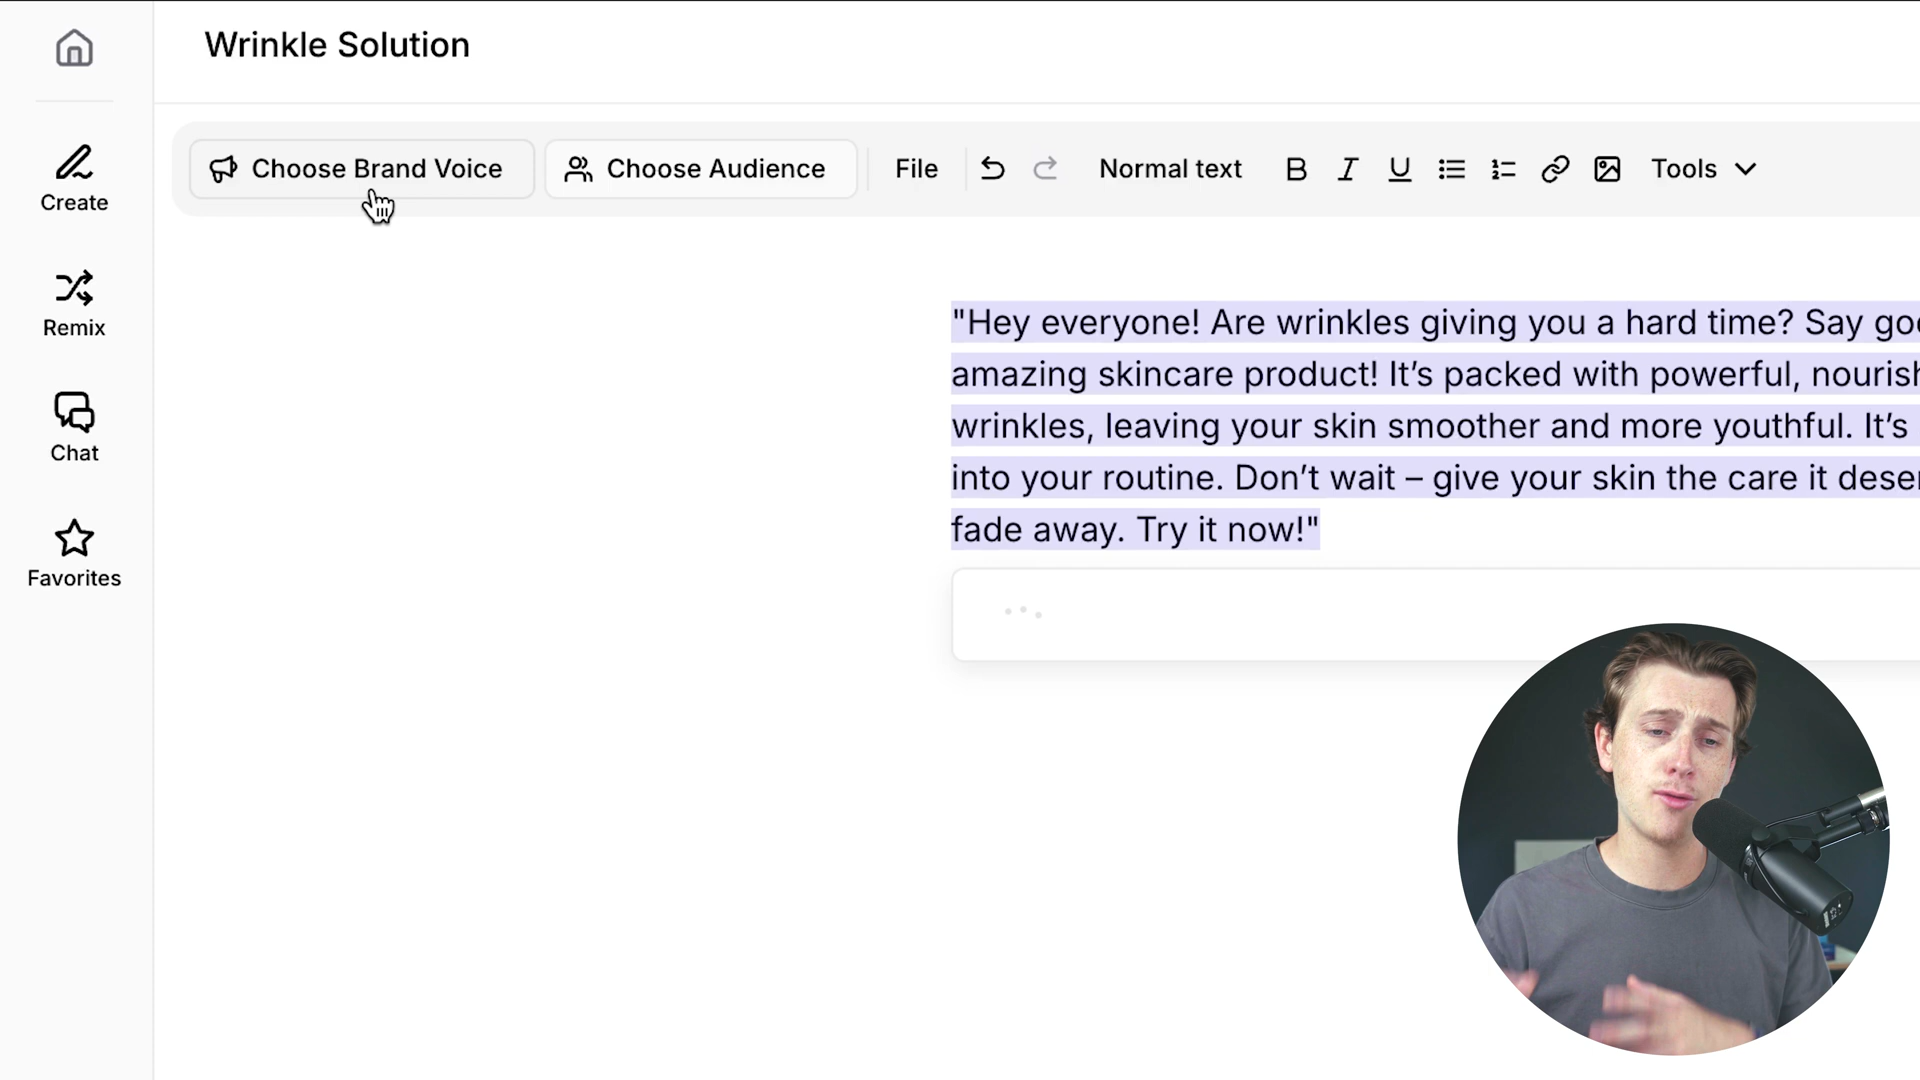 Wrinkle Solution
Choose Brand Voice
Choose Audience
File
Normal text
B
I
U
Tools
Create
Remix
Chat
Favorites
"Hey everyone! Are wrinkles giving you a hard time? Say
amazing skincare product! It’s packed with powerful,
wrinkles, leaving your skin smoother and more youthful. It’s
into your routine. Don’t wait – give your skin the care it
fade away. Try it now!"